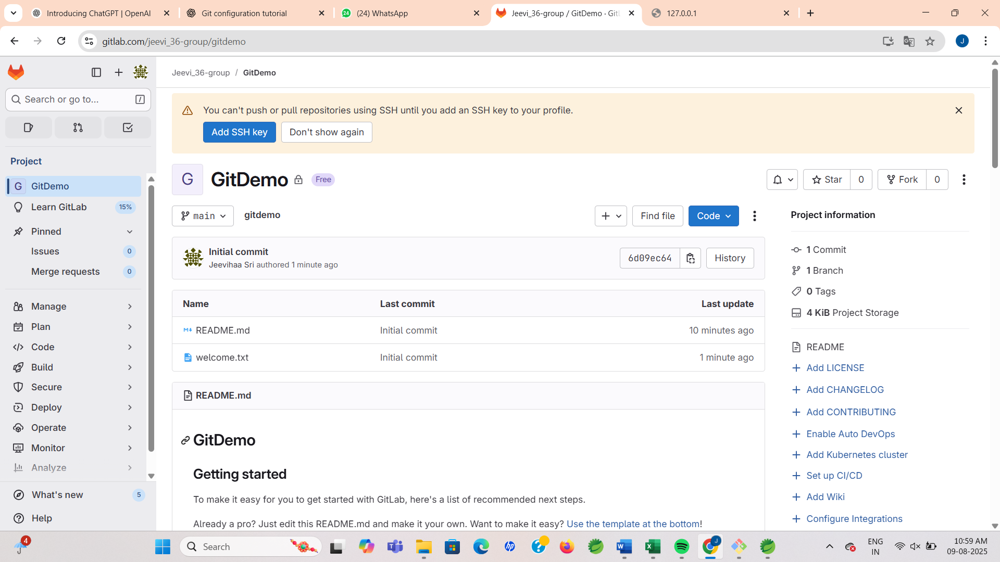 Introducing ChatGPT | OpenAI
Git configuration tutorial
24
(24) WhatsApp
Jeevi_36-group / GitDemo · GitL
127.0.0.1
gitlab.com/jeevi_36-group/gitdemo
J
Search or go to...
/
Project
G GitDemo
Learn GitLab 15%
Pinned
Issues 0
Merge requests 0
Manage
Plan
Code
Build
Secure
Deploy
Operate
Monitor
Analyze
What's new 5
Help
Jeevi_36-group / GitDemo
You can't push or pull repositories using SSH until you add an SSH key to your profile.
Add SSH key Don't show again
G GitDemo Free
Star 0 Fork 0
main gitdemo
Find file Code
Initial commit
Jeevihaa Sri authored 1 minute ago
6d09ec64 History
Name Last commit Last update
README.md Initial commit 10 minutes ago
welcome.txt Initial commit 1 minute ago
README.md
GitDemo
Getting started
To make it easy for you to get started with GitLab, here's a list of recommended next steps.
Already a pro? Just edit this README.md and make it your own. Want to make it easy? Use the template at the bottom!
Project information
1 Commit
1 Branch
0 Tags
4 KiB Project Storage
README
Add LICENSE
Add CHANGELOG
Add CONTRIBUTING
Enable Auto DevOps
Add Kubernetes cluster
Set up CI/CD
Add Wiki
Configure Integrations
4
Search
hp
J
ENG
IN
10:59 AM
09-08-2025